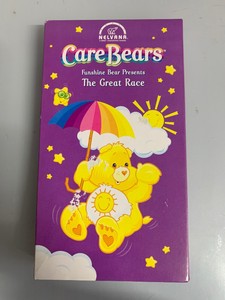 NELVANA
Care Bears
Funshine Bear Presents
The Great Race